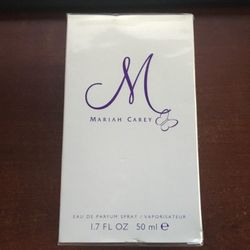 M
MARIAH CAREY
EAU DE PARFUM SPRAY / VAPORISATEUR
1.7 FL OZ 50 ml e